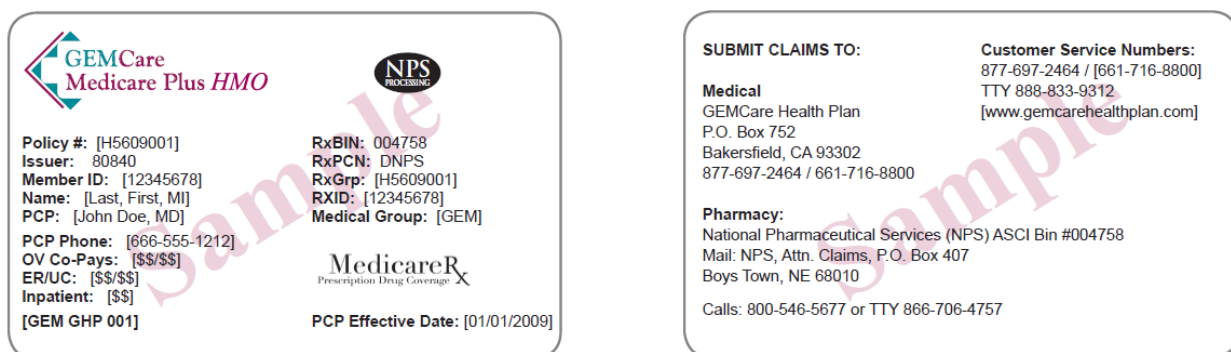 GEMCare
Medicare Plus HMO
NPS
PROCESSING
Policy #: [H5609001]
Issuer: 80840
Member ID: [12345678]
Name: [Last, First, MI]
PCP: [John Doe, MD]
PCP Phone: [666-555-1212]
OV Co-Pays: [$$/$$]
ER/UC: [$$/$$]
Inpatient: [$$]
[GEM GHP 001]
RxBIN: 004758
RxPCN: DNPS
RxGrp: [H5609001]
RXID: [12345678]
Medical Group: [GEM]
MedicareRx
Prescription Drug Coverage
PCP Effective Date: [01/01/2009]
Sample
SUBMIT CLAIMS TO:
Medical
GEMCare Health Plan
P.O. Box 752
Bakersfield, CA 93302
877-697-2464 / 661-716-8800
Customer Service Numbers:
877-697-2464 / [661-716-8800]
TTY 888-833-9312
[www.gemcarehealthplan.com]
Pharmacy:
National Pharmaceutical Services (NPS) ASCI Bin #004758
Mail: NPS, Attn. Claims, P.O. Box 407
Boys Town, NE 68010
Calls: 800-546-5677 or TTY 866-706-4757
Sample